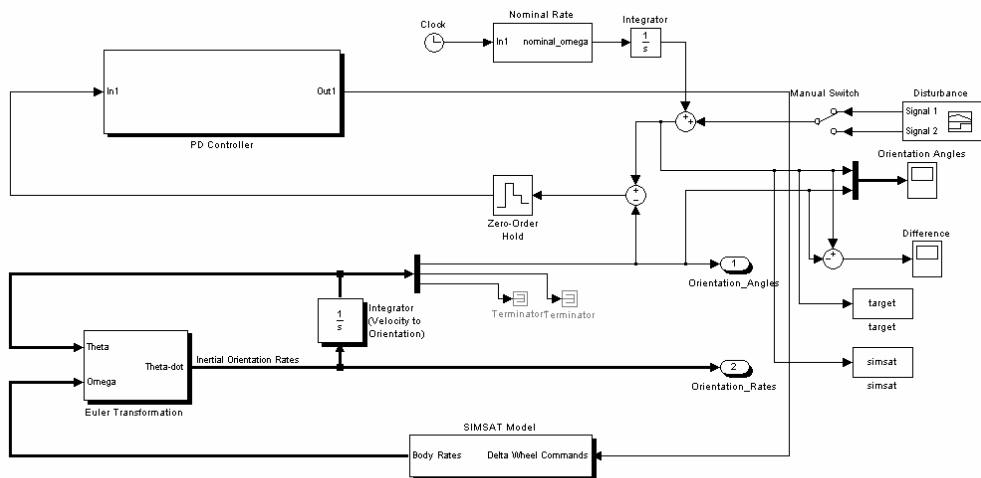 Nominal Rate
Integrator
Clock
In1
nominal_omega
1
s
Manual Switch
Disturbance
Signal 1
Signal 2
In1
Out1
PD Controller
+
+
Orientation Angles
+
−
Zero-Order
Hold
Difference
−
+
1
Orientation_Angles
Terminator
Terminator
target
target
1
s
Integrator
(Velocity to
Orientation)
Theta
Omega
Theta-dot
Euler Transformation
Inertial Orientation Rates
2
Orientation_Rates
simsat
simsat
SIMSAT Model
Body Rates
Delta Wheel Commands